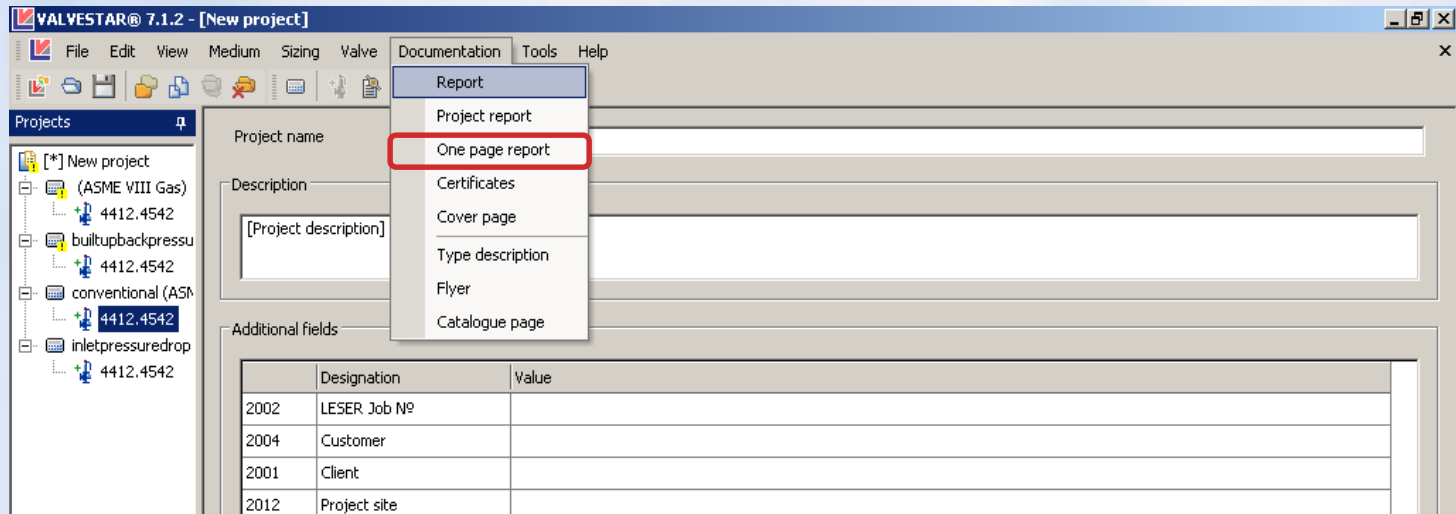 VALVESTAR® 7.1.2 - [New project]
File Edit View Medium Sizing Valve Documentation Tools Help
Projects
[*] New project
(ASME VIII Gas)
4412.4542
builtupbackpressu
4412.4542
conventional (ASM
4412.4542
inletpressuredrop
4412.4542
Report
Project report
One page report
Certificates
Cover page
Type description
Flyer
Catalogue page
Project name
Description
[Project description]
Additional fields
Designation Value
2002 LESER Job Nº
2004 Customer
2001 Client
2012 Project site